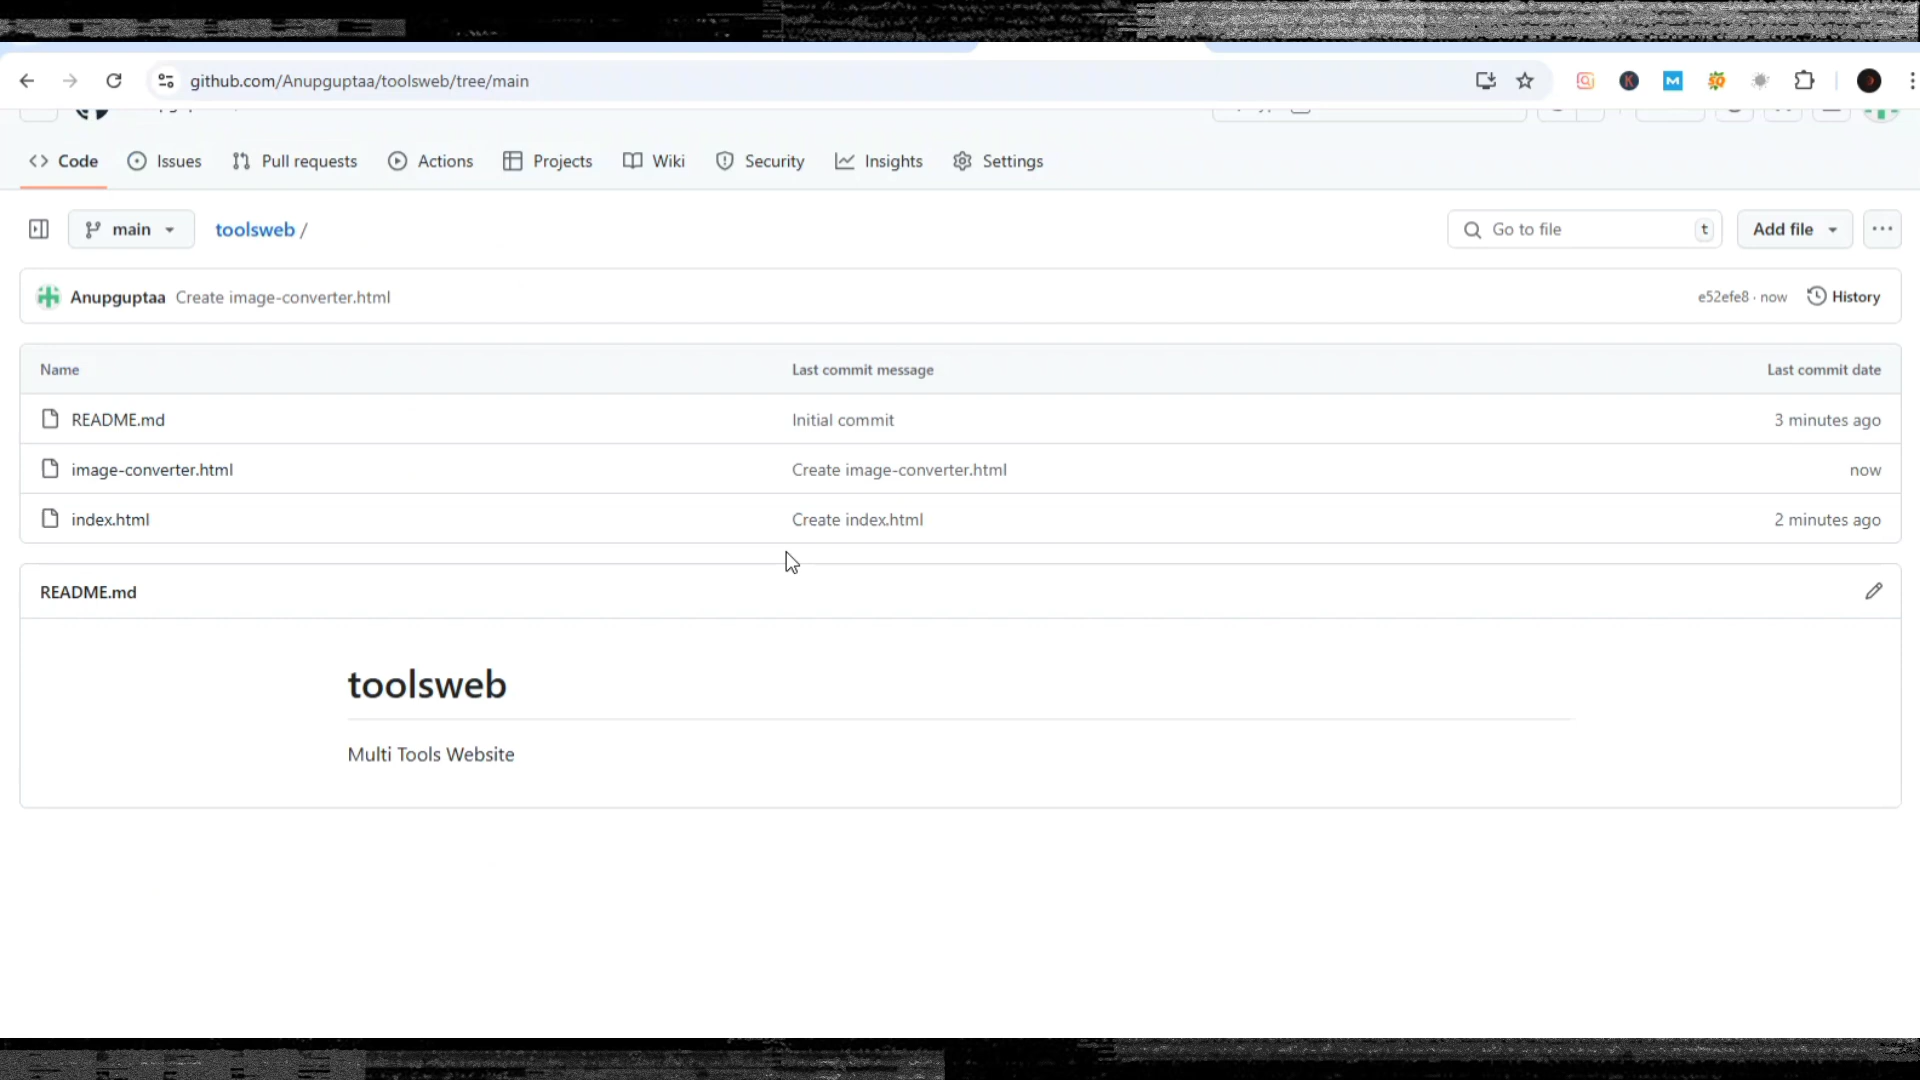 github.com/Anupguptaa/toolsweb/tree/main
Code Issues Pull requests Actions Projects Wiki Security Insights Settings
main toolsweb / Go to file t Add file
Anupguptaa Create image-converter.html e52efe8 · now History
Name Last commit message Last commit date
README.md Initial commit 3 minutes ago
image-converter.html Create image-converter.html now
index.html Create index.html 2 minutes ago
README.md
toolsweb
Multi Tools Website